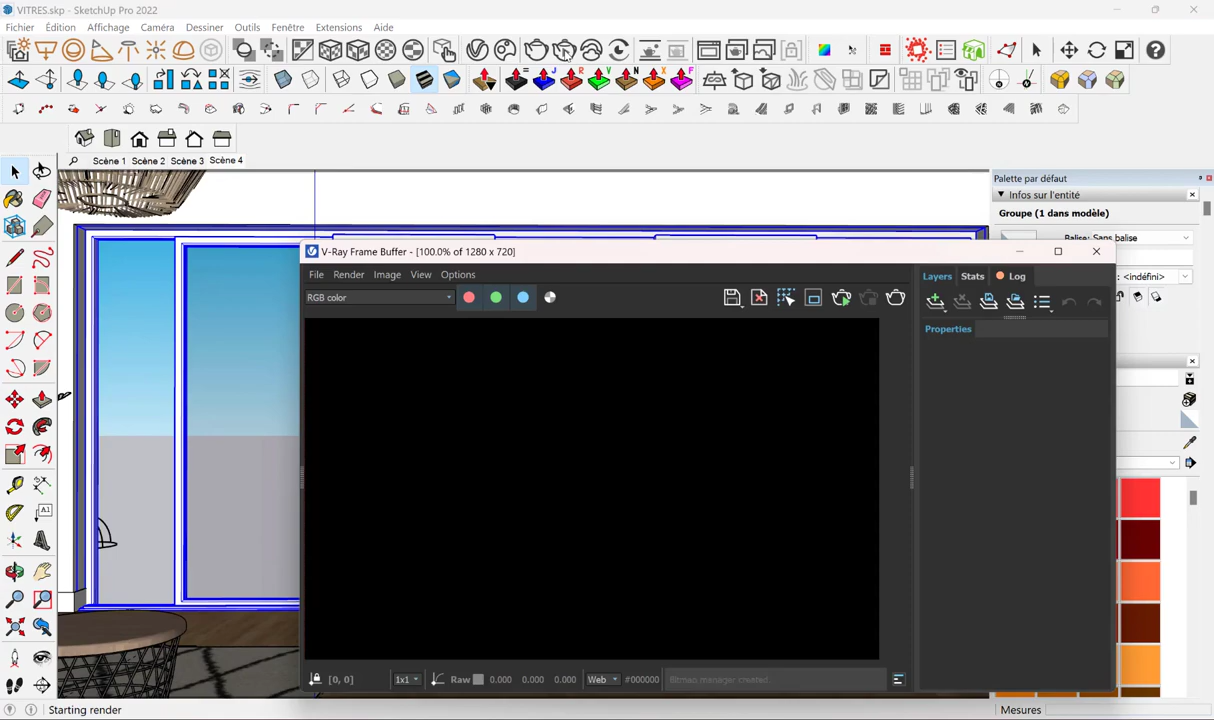 VITRES.skp - SketchUp Pro 2022
Fichier Édition Affichage Caméra Dessiner Outils Fenêtre Extensions Aide
= J R V N X F
Scène 1 Scène 2 Scène 3 Scène 4
Palette par défaut
Infos sur l'entité
Groupe (1 dans modèle)
Balise: Sans balise
<indéfini>
V-Ray Frame Buffer - [100.0% of 1280 x 720]
File Render Image View Options
Layers Stats Log
RGB color
Properties
A1
[0, 0] 1x1 Raw 0.000 0.000 0.000 Web #000000 Bitmap manager created...
Starting render
Mesures